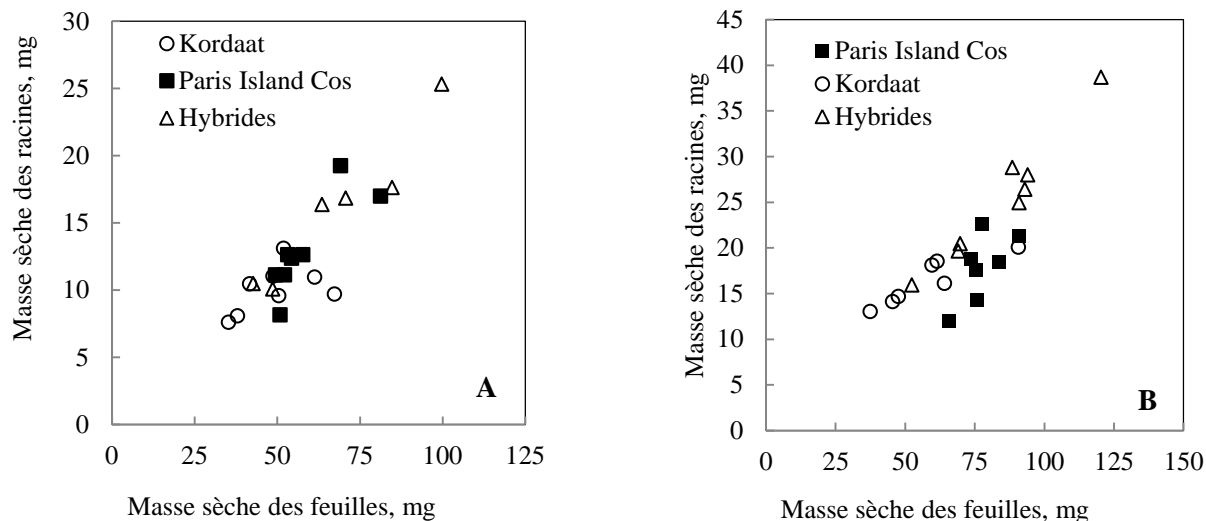 Masse sèche des racines, mg
30
25
20
15
10
5
0
Kordaat
Paris Island Cos
Hybrides
A
0 25 50 75 100 125
Masse sèche des feuilles, mg
Masse sèche des racines, mg
45
40
35
30
25
20
15
10
5
0
Paris Island Cos
Kordaat
Hybrides
B
0 25 50 75 100 125 150
Masse sèche des feuilles, mg